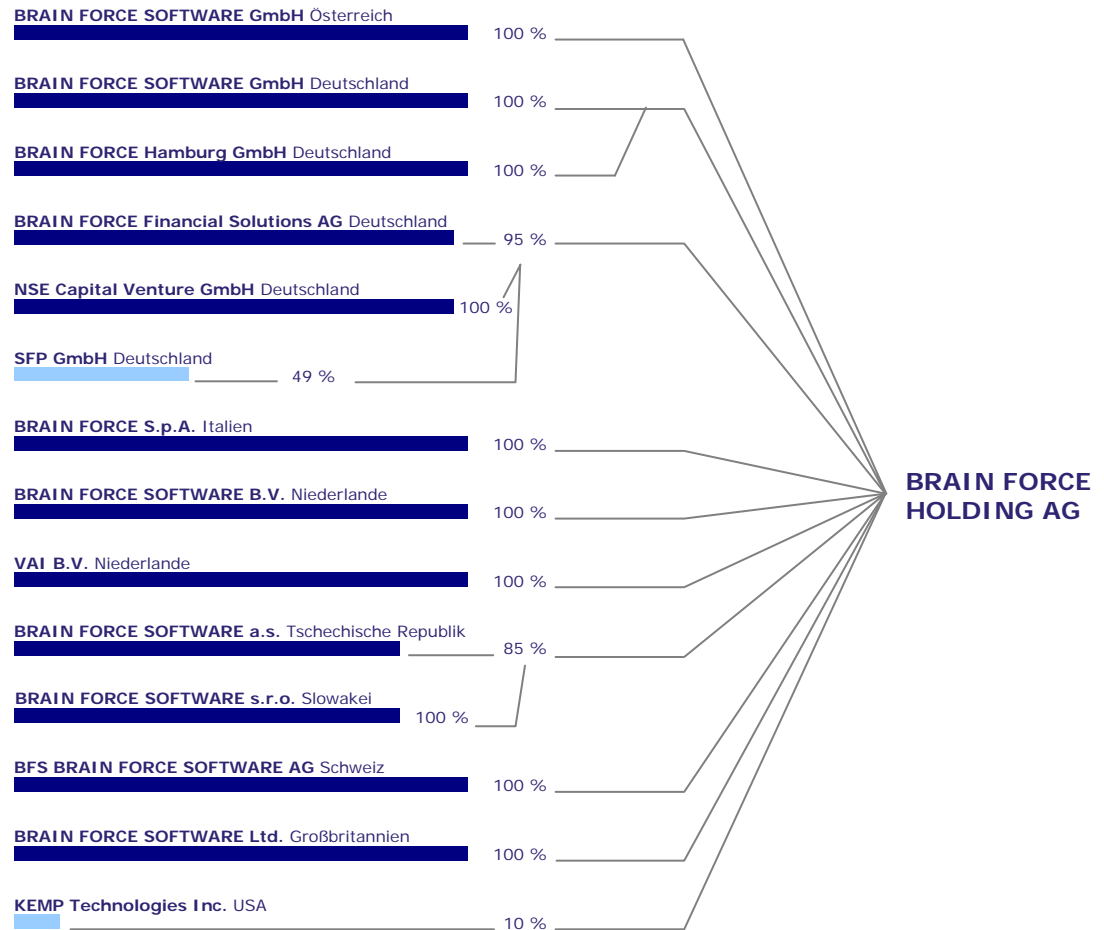 BRAIN FORCE SOFTWARE GmbH Österreich
100 %
BRAIN FORCE SOFTWARE GmbH Deutschland
100 %
BRAIN FORCE Hamburg GmbH Deutschland
100 %
BRAIN FORCE Financial Solutions AG Deutschland
95 %
NSE Capital Venture GmbH Deutschland
100 %
SFP GmbH Deutschland
49 %
BRAIN FORCE S.p.A. Italien
100 %
BRAIN FORCE
HOLDING AG
BRAIN FORCE SOFTWARE B.V. Niederlande
100 %
VAI B.V. Niederlande
100 %
BRAIN FORCE SOFTWARE a.s. Tschechische Republik
85 %
BRAIN FORCE SOFTWARE s.r.o. Slowakei
100 %
BFS BRAIN FORCE SOFTWARE AG Schweiz
100 %
BRAIN FORCE SOFTWARE Ltd. Großbritannien
100 %
KEMP Technologies Inc. USA
10 %